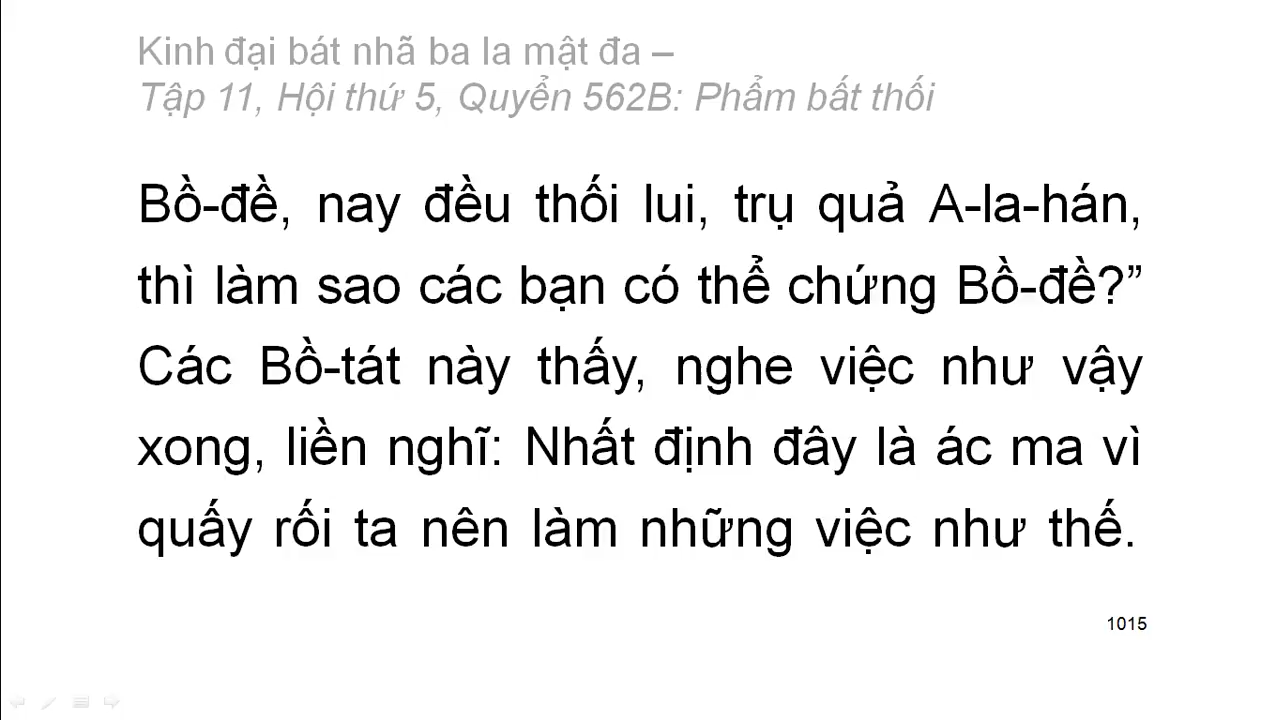 Kinh đại bát nhã ba la mật đa –
Tập 11, Hội thứ 5, Quyển 562B: Phẩm bất thối
Bồ-đề, nay đều thối lui, trụ quả A-la-hán,
thì làm sao các bạn có thể chứng Bồ-đề?”
Các Bồ-tát này thấy, nghe việc như vậy
xong, liền nghĩ: Nhất định đây là ác ma vì
quấy rối ta nên làm những việc như thế.
1015